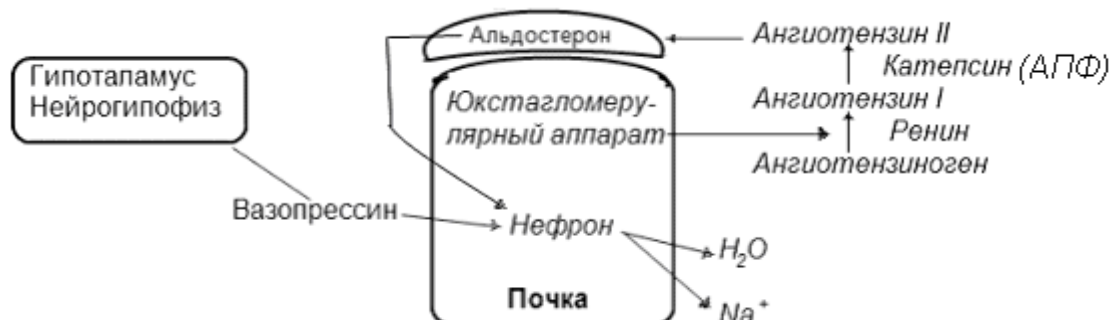 Альдостерон
Ангиотензин II
Катепсин (АПФ)
Гипоталамус
Нейрогипофиз
Юкстагломеру-
лярный аппарат
Ангиотензин I
Ренин
Ангиотензиноген
Вазопрессин
Нефрон
H₂O
Почка
Na⁺